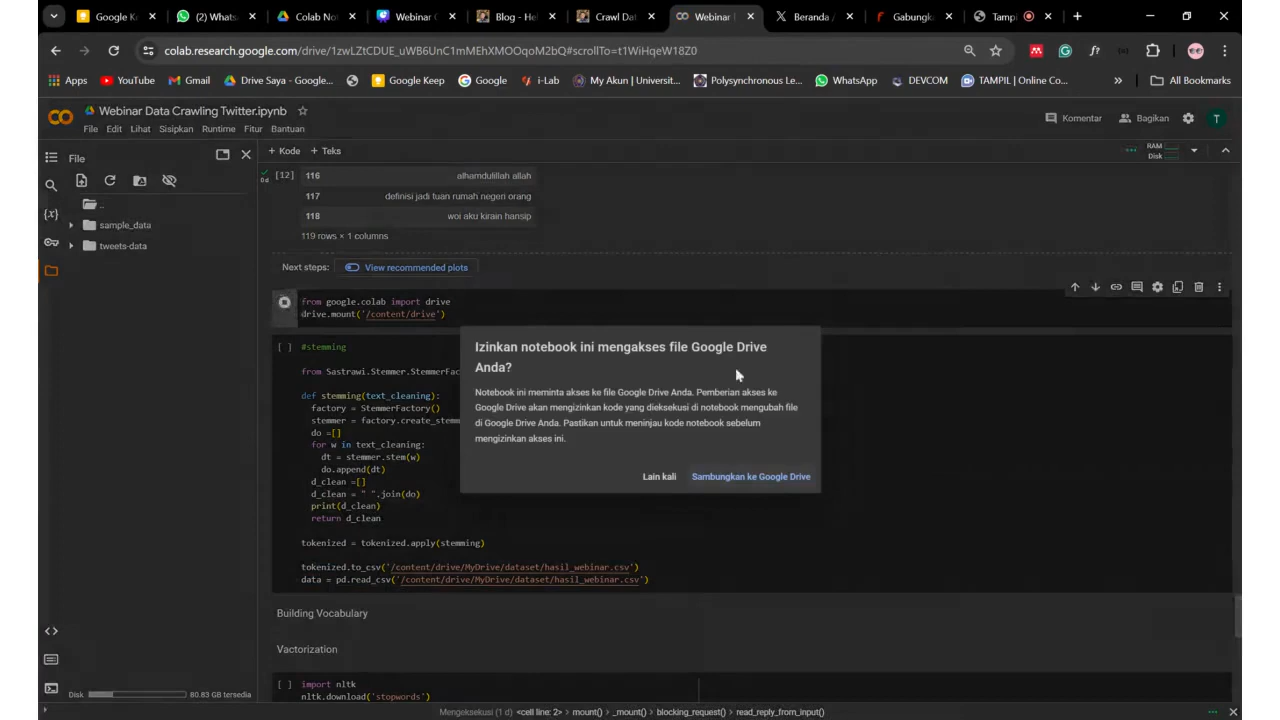 Google Ke
(2) Whats
Colab No
Webinar C
Blog - He
Crawl Dat
Webinar
Beranda /
Gabungk
Tampi
colab.research.google.com/drive/1zwLZtCDUE_uWB6UnC1mMEhXMOOqoM2bQ#scrollTo=t1WiHqeW18Z0
Apps
YouTube
Gmail
Drive Saya - Google...
Google Keep
Google
i-Lab
My Akun | Universit...
Polysynchronous Le...
WhatsApp
DEVCOM
TAMPIL | Online Co...
»
All Bookmarks
Webinar Data Crawling Twitter.ipynb
File Edit Lihat Sisipkan Runtime Fitur Bantuan
Komentar
Bagikan
T
File
+ Kode + Teks
RAM
Disk
..
sample_data
tweets-data
0d
[12]
116 alhamdulillah allah
117 definisi jadi tuan rumah negeri orang
118 woi aku kirain hansip
119 rows × 1 columns
Next steps: View recommended plots
from google.colab import drive
drive.mount('/content/drive')
[ ] #stemming
from Sastrawi.Stemmer.StemmerFac
def stemming(text_cleaning):
factory = StemmerFactory()
stemmer = factory.create_stemm
do =[]
for w in text_cleaning:
dt = stemmer.stem(w)
do.append(dt)
d_clean =[]
d_clean = " ".join(do)
print(d_clean)
return d_clean
tokenized = tokenized.apply(stemming)
tokenized.to_csv('/content/drive/MyDrive/dataset/hasil_webinar.csv')
data = pd.read_csv('/content/drive/MyDrive/dataset/hasil_webinar.csv')
Izinkan notebook ini mengakses file Google Drive
Anda?
Notebook ini meminta akses ke file Google Drive Anda. Pemberian akses ke
Google Drive akan mengizinkan kode yang dieksekusi di notebook mengubah file
di Google Drive Anda. Pastikan untuk meninjau kode notebook sebelum
mengizinkan akses ini.
Lain kali
Sambungkan ke Google Drive
Building Vocabulary
Vactorization
[ ] import nltk
nltk.download('stopwords')
Disk
80.83 GB tersedia
Mengeksekusi (1 d) <cell line: 2> > mount() > _mount() > blocking_request() > read_reply_from_input()